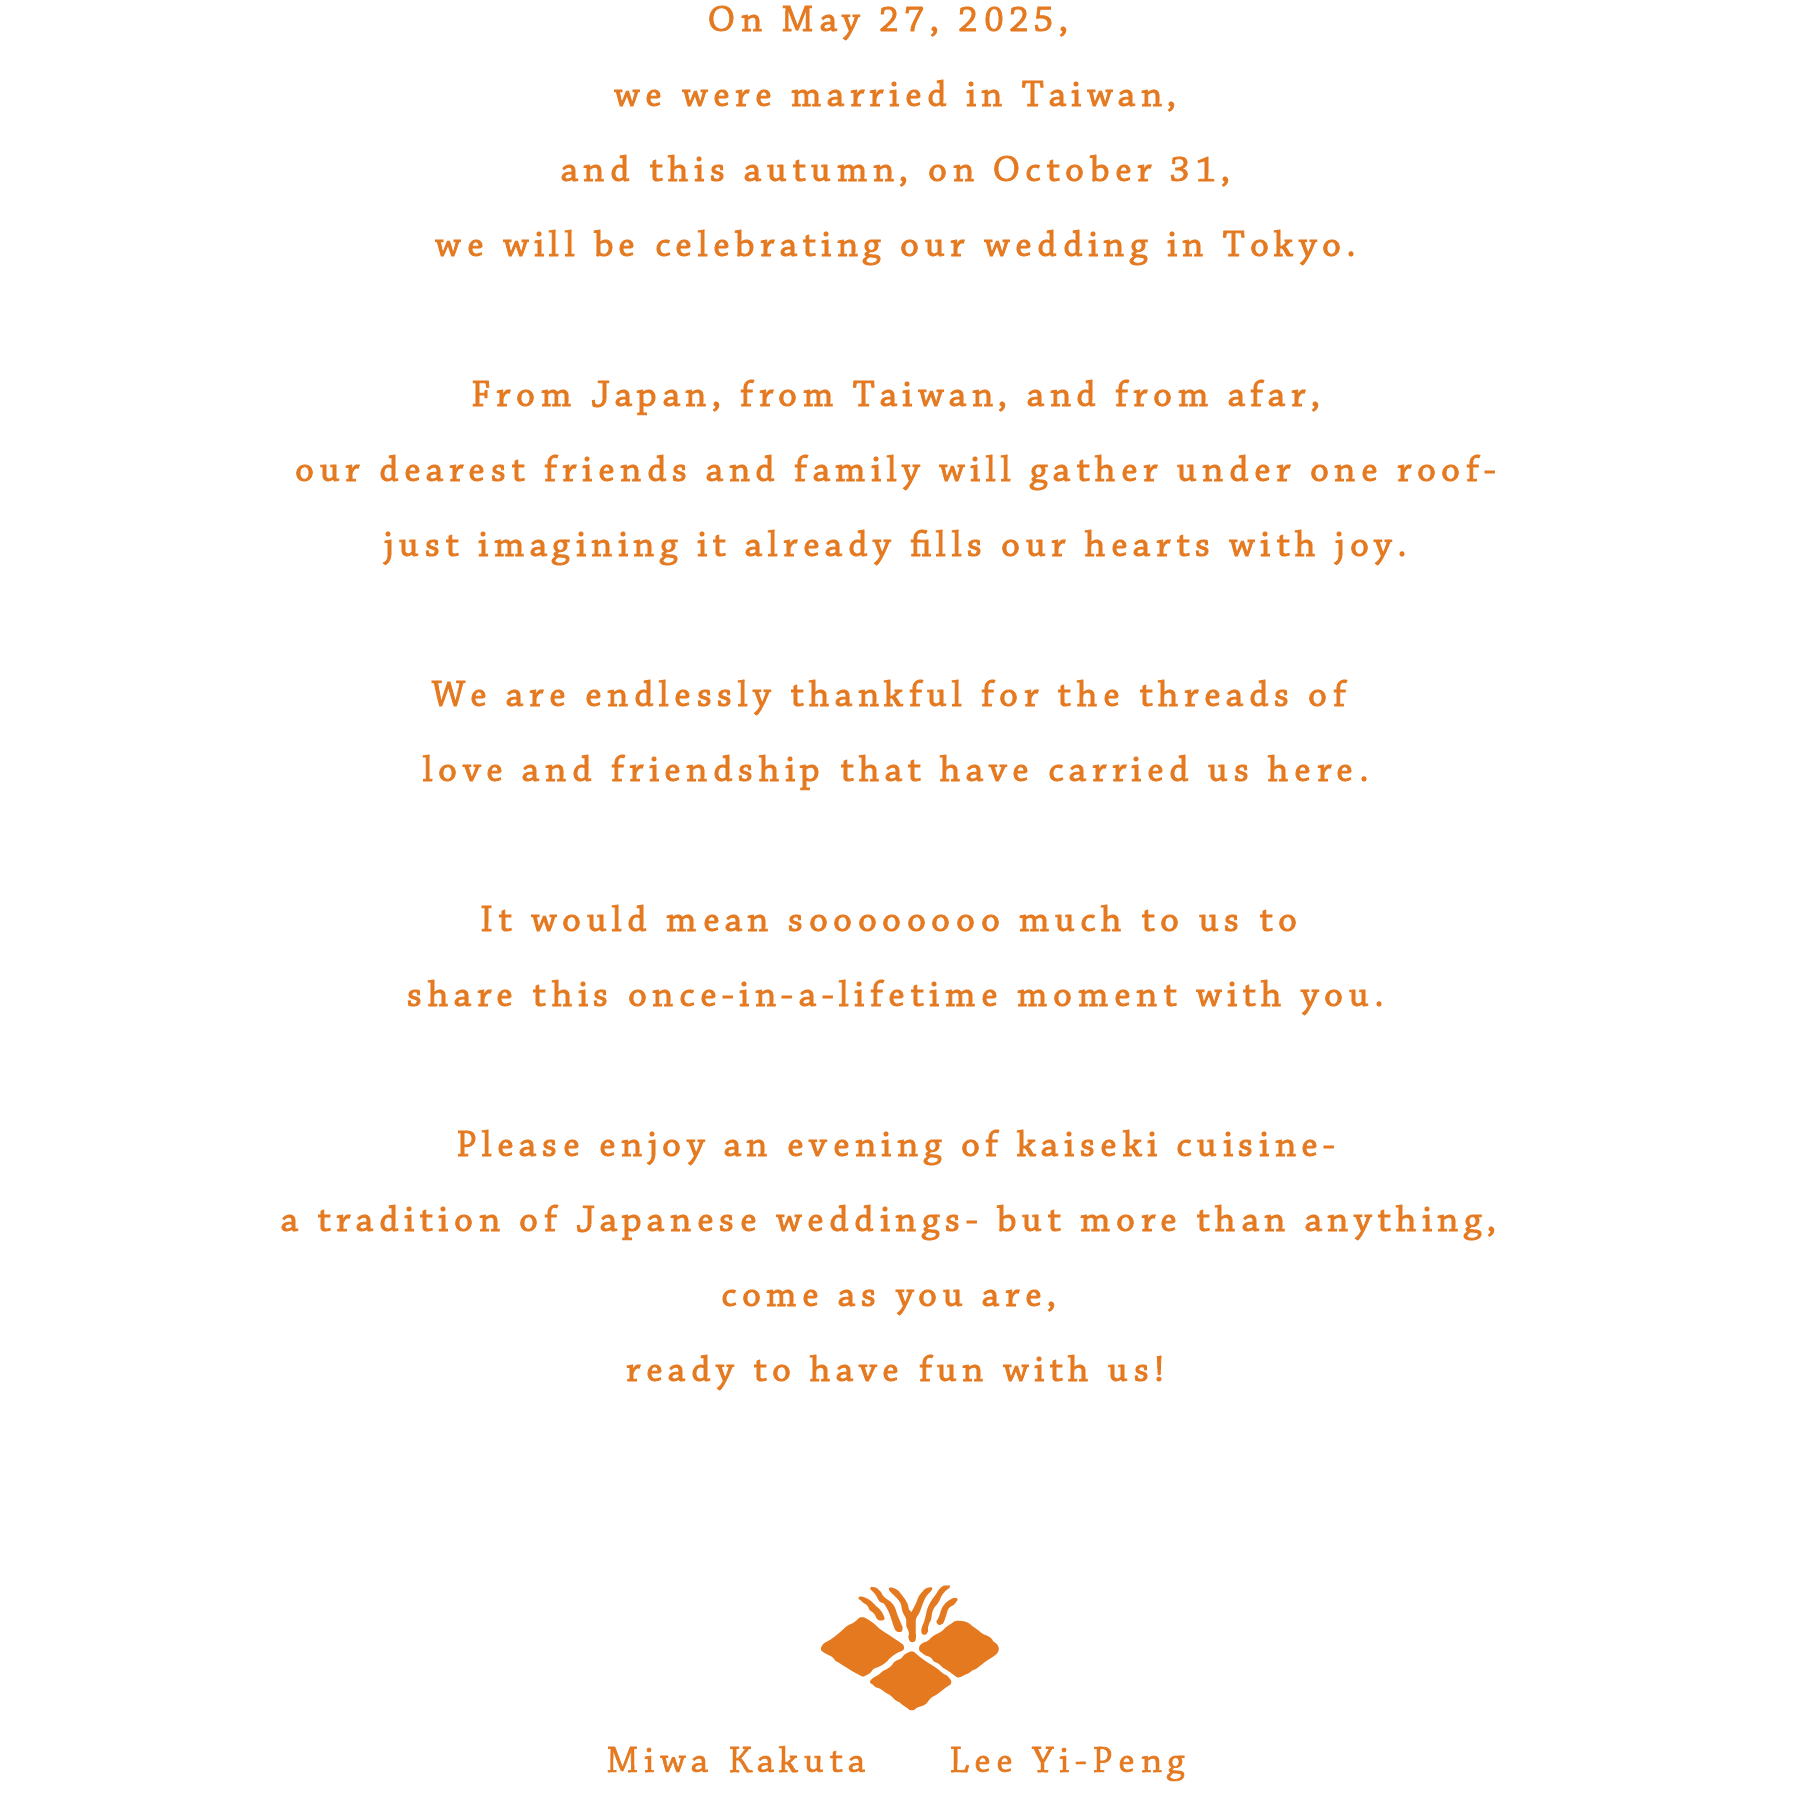 On May 27, 2025,
we were married in Taiwan,
and this autumn, on October 31,
we will be celebrating our wedding in Tokyo.
From Japan, from Taiwan, and from afar,
our dearest friends and family will gather under one roof-
just imagining it already fills our hearts with joy.
We are endlessly thankful for the threads of
love and friendship that have carried us here.
It would mean soooooooo much to us to
share this once-in-a-lifetime moment with you.
Please enjoy an evening of kaiseki cuisine-
a tradition of Japanese weddings- but more than anything,
come as you are,
ready to have fun with us!
Miwa Kakuta Lee Yi-Peng